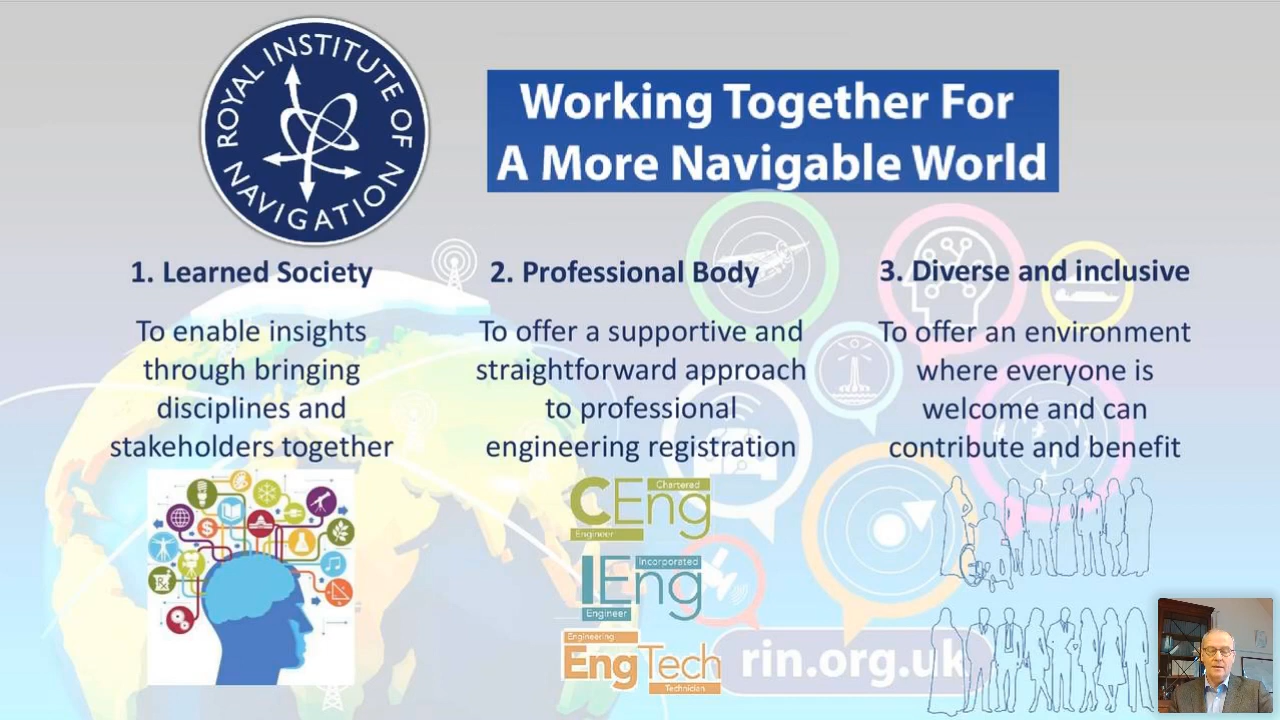 ROYAL INSTITUTE OF NAVIGATION
Working Together For
A More Navigable World
1. Learned Society
To enable insights
through bringing
disciplines and
stakeholders together
2. Professional Body
To offer a supportive and
straightforward approach
to professional
engineering registration
Chartered
CEng
Engineer
Incorporated
IEng
Engineer
Engineering
EngTech
Technician
3. Diverse and inclusive
To offer an environment
where everyone is
welcome and can
contribute and benefit
rin.org.uk